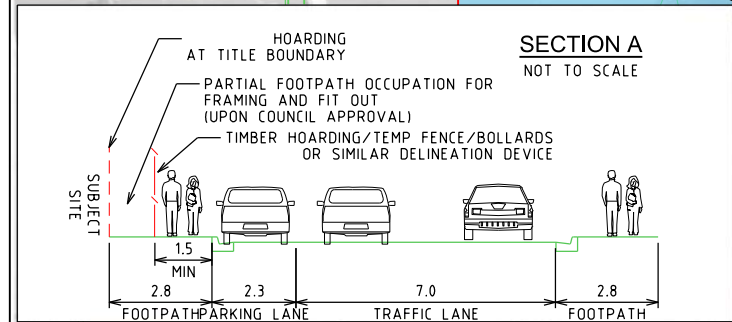 HOARDING
AT TITLE BOUNDARY
SECTION A
NOT TO SCALE
PARTIAL FOOTPATH OCCUPATION FOR
FRAMING AND FIT OUT
(UPON COUNCIL APPROVAL)
TIMBER HOARDING/TEMP FENCE/BOLLARDS
OR SIMILAR DELINEATION DEVICE
SUBJECT
SITE
1.5
MIN
2.8
2.3
7.0
2.8
FOOTPATH
PARKING LANE
TRAFFIC LANE
FOOTPATH